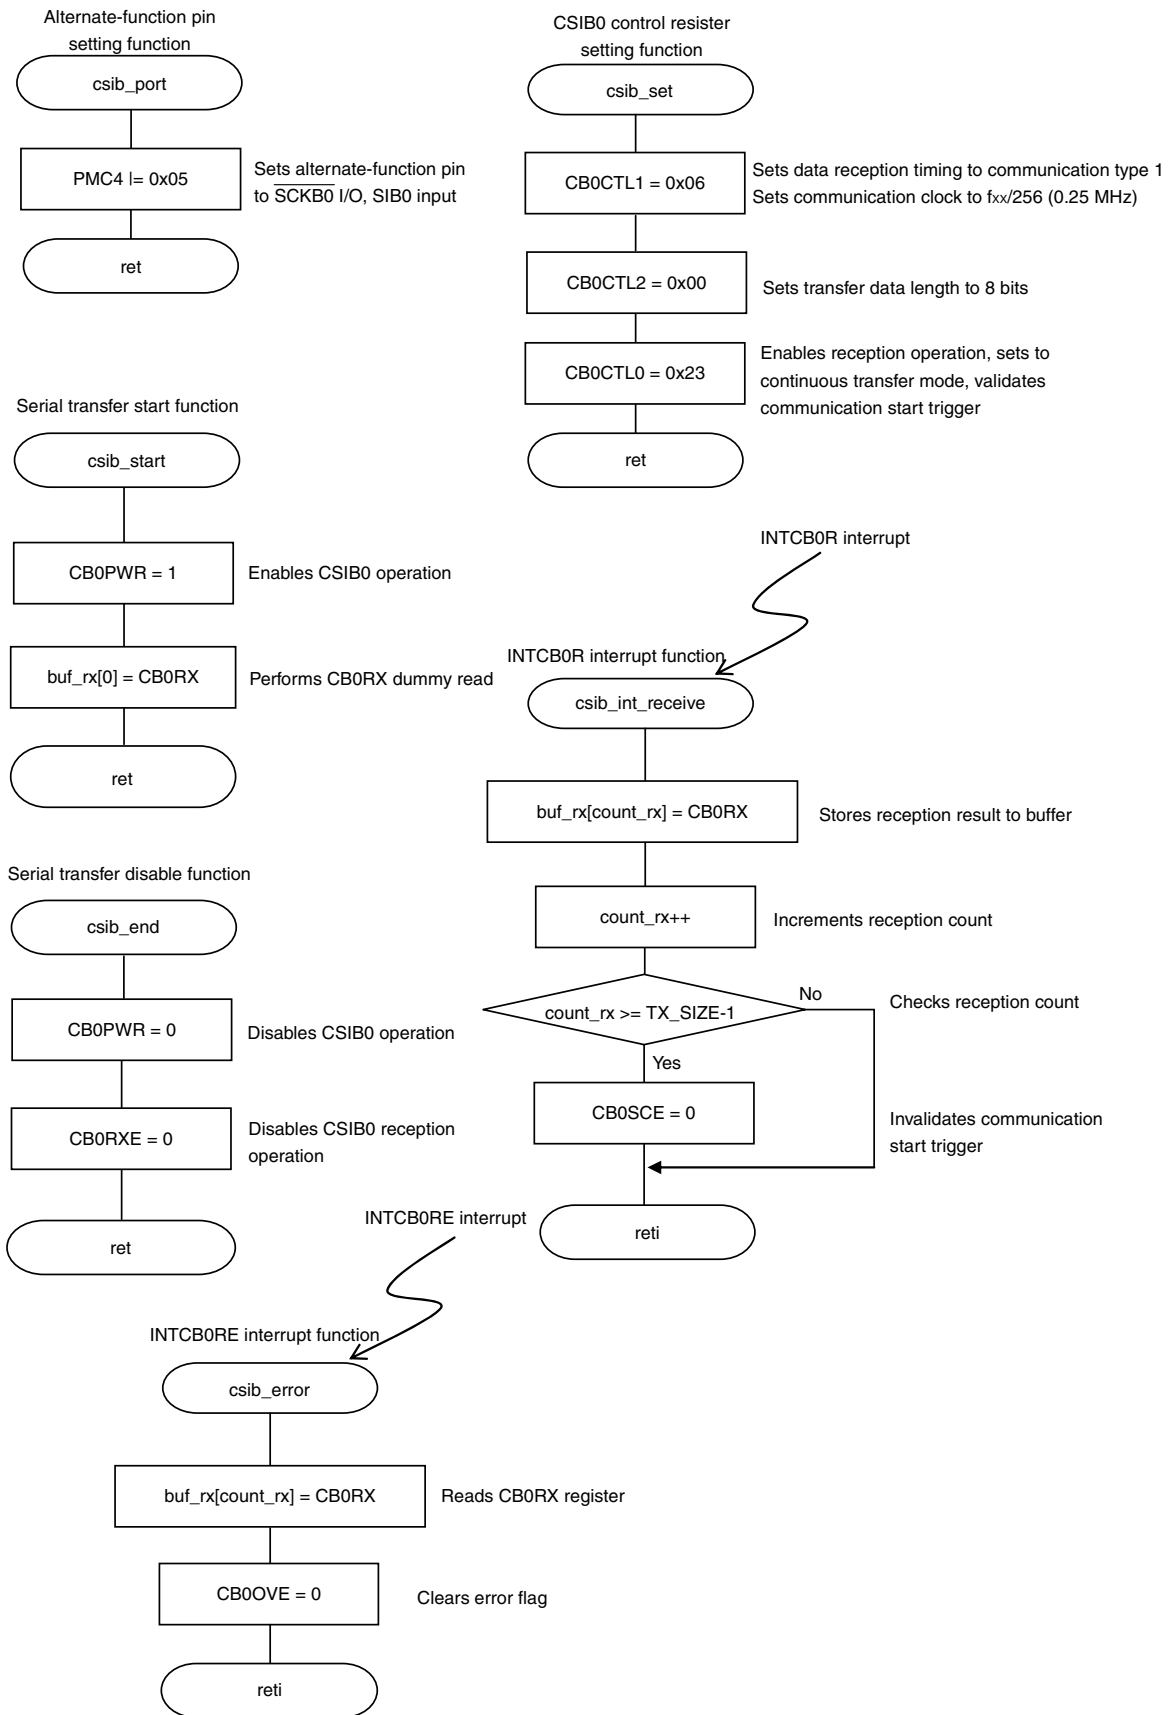 Alternate-function pin
setting function
csib_port
PMC4 |= 0x05
Sets alternate-function pin
to SCKB0 I/O, SIB0 input
ret
CSIB0 control resister
setting function
csib_set
CB0CTL1 = 0x06
Sets data reception timing to communication type 1
Sets communication clock to fxx/256 (0.25 MHz)
CB0CTL2 = 0x00
Sets transfer data length to 8 bits
CB0CTL0 = 0x23
Enables reception operation, sets to
continuous transfer mode, validates
communication start trigger
ret
Serial transfer start function
csib_start
CB0PWR = 1
Enables CSIB0 operation
buf_rx[0] = CB0RX
Performs CB0RX dummy read
ret
INTCB0R interrupt
INTCB0R interrupt function
csib_int_receive
buf_rx[count_rx] = CB0RX
Stores reception result to buffer
count_rx++
Increments reception count
count_rx >= TX_SIZE-1
No
Checks reception count
Yes
CB0SCE = 0
Invalidates communication
start trigger
reti
Serial transfer disable function
csib_end
CB0PWR = 0
Disables CSIB0 operation
CB0RXE = 0
Disables CSIB0 reception
operation
ret
INTCB0RE interrupt
INTCB0RE interrupt function
csib_error
buf_rx[count_rx] = CB0RX
Reads CB0RX register
CB0OVE = 0
Clears error flag
reti